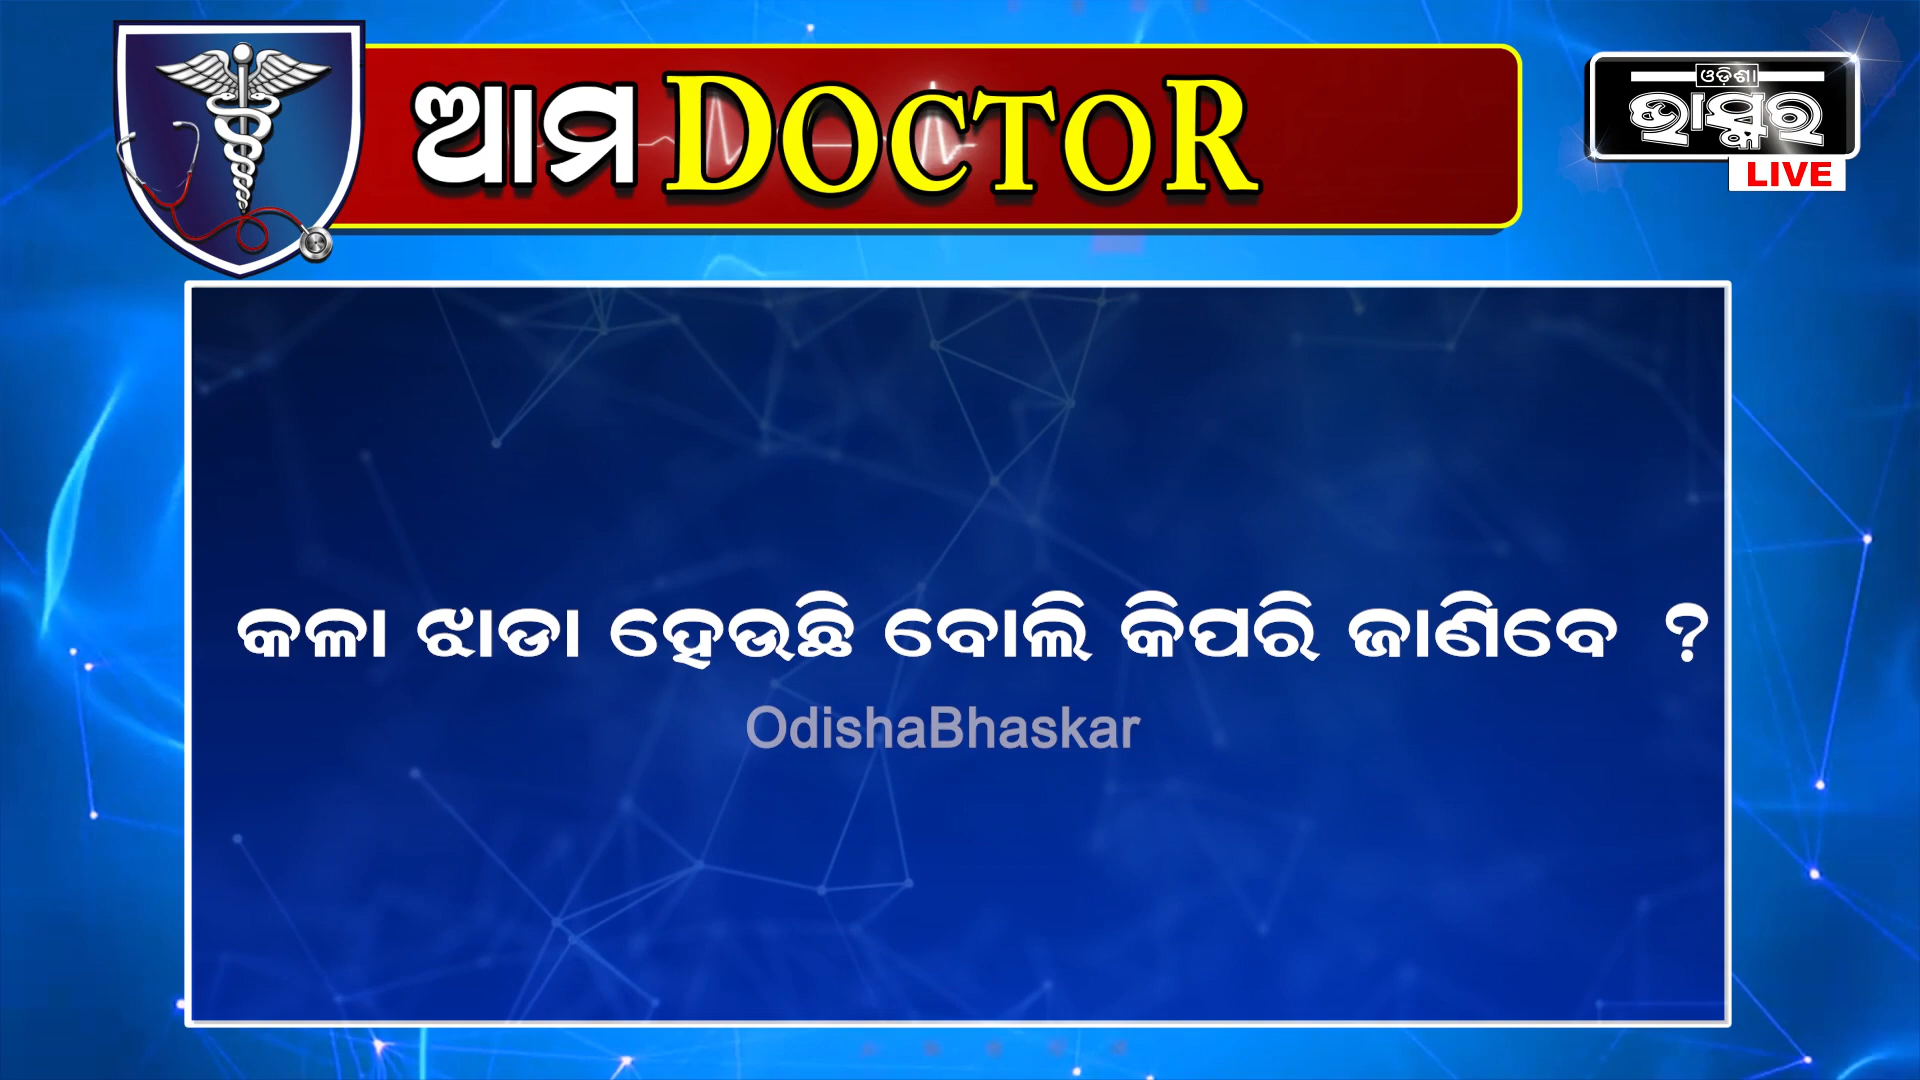 ଆମ DOCTOR
ଓଡ଼ିଶା
ଭାସ୍କର
LIVE
କଳା ଝାଡା ହେଉଛି ବୋଲି କିପରି ଜାଣିବେ ?
OdishaBhaskar